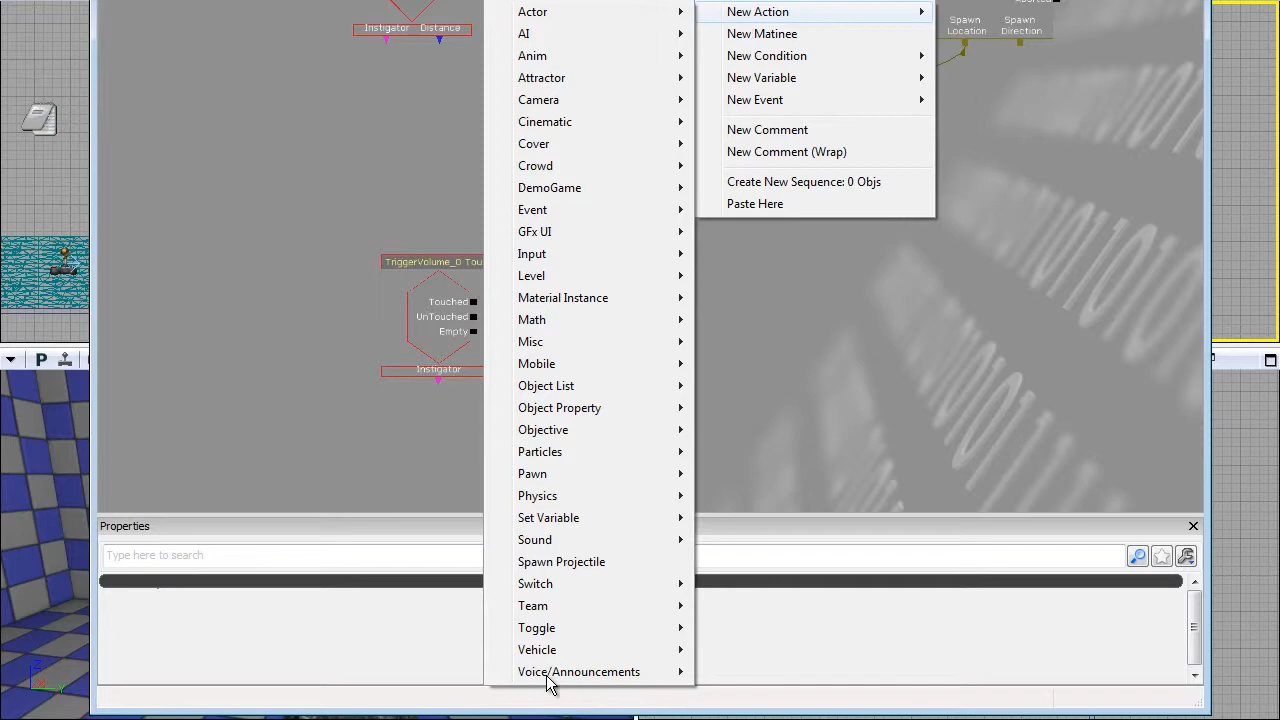 Instigator Distance
Actor
AI
Anim
Attractor
Camera
Cinematic
Cover
Crowd
DemoGame
Event
GFx UI
Input
Level
Material Instance
Math
Misc
Mobile
Object List
Object Property
Objective
Particles
Pawn
Physics
Set Variable
Sound
Spawn Projectile
Switch
Team
Toggle
Vehicle
Voice/Announcements
New Action
New Matinee
New Condition
New Variable
New Event
New Comment
New Comment (Wrap)
Create New Sequence: 0 Objs
Paste Here
Spawn Location
Spawn Direction
TriggerVolume_0 Tou
Touched
UnTouched
Empty
Instigator
P
Properties
Type here to search
Z
Y